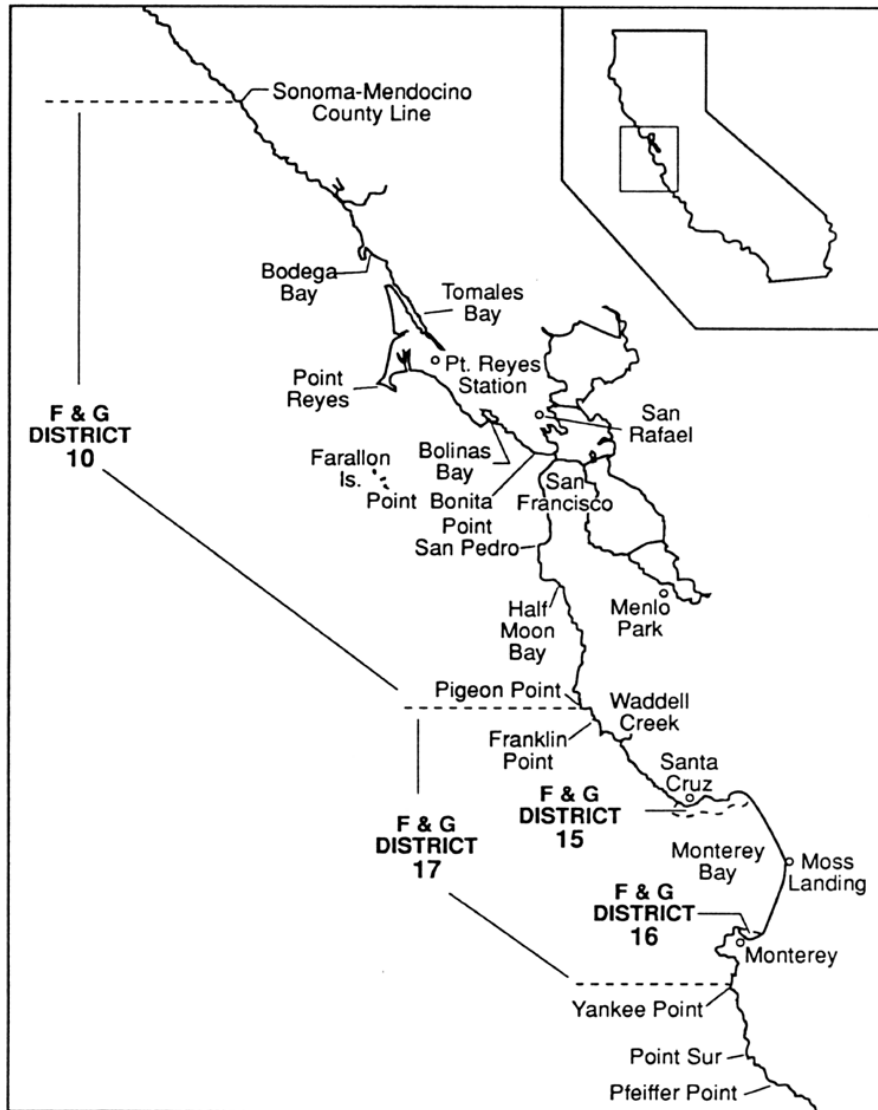 Sonoma-Mendocino
County Line
Bodega
Bay
Tomales
Bay
Pt. Reyes
Station
Point
Reyes
San
Rafael
F & G
DISTRICT
10
Bolinas
Bay
Farallon
Is.
San
Francisco
Point Bonita
Point
San Pedro
Half
Moon
Bay
Menlo
Park
Pigeon Point
Waddell
Creek
Franklin
Point
Santa
Cruz
F & G
DISTRICT
15
F & G
DISTRICT
17
Monterey
Bay
Moss
Landing
F & G
DISTRICT
16
Monterey
Yankee Point
Point Sur
Pfeiffer Point